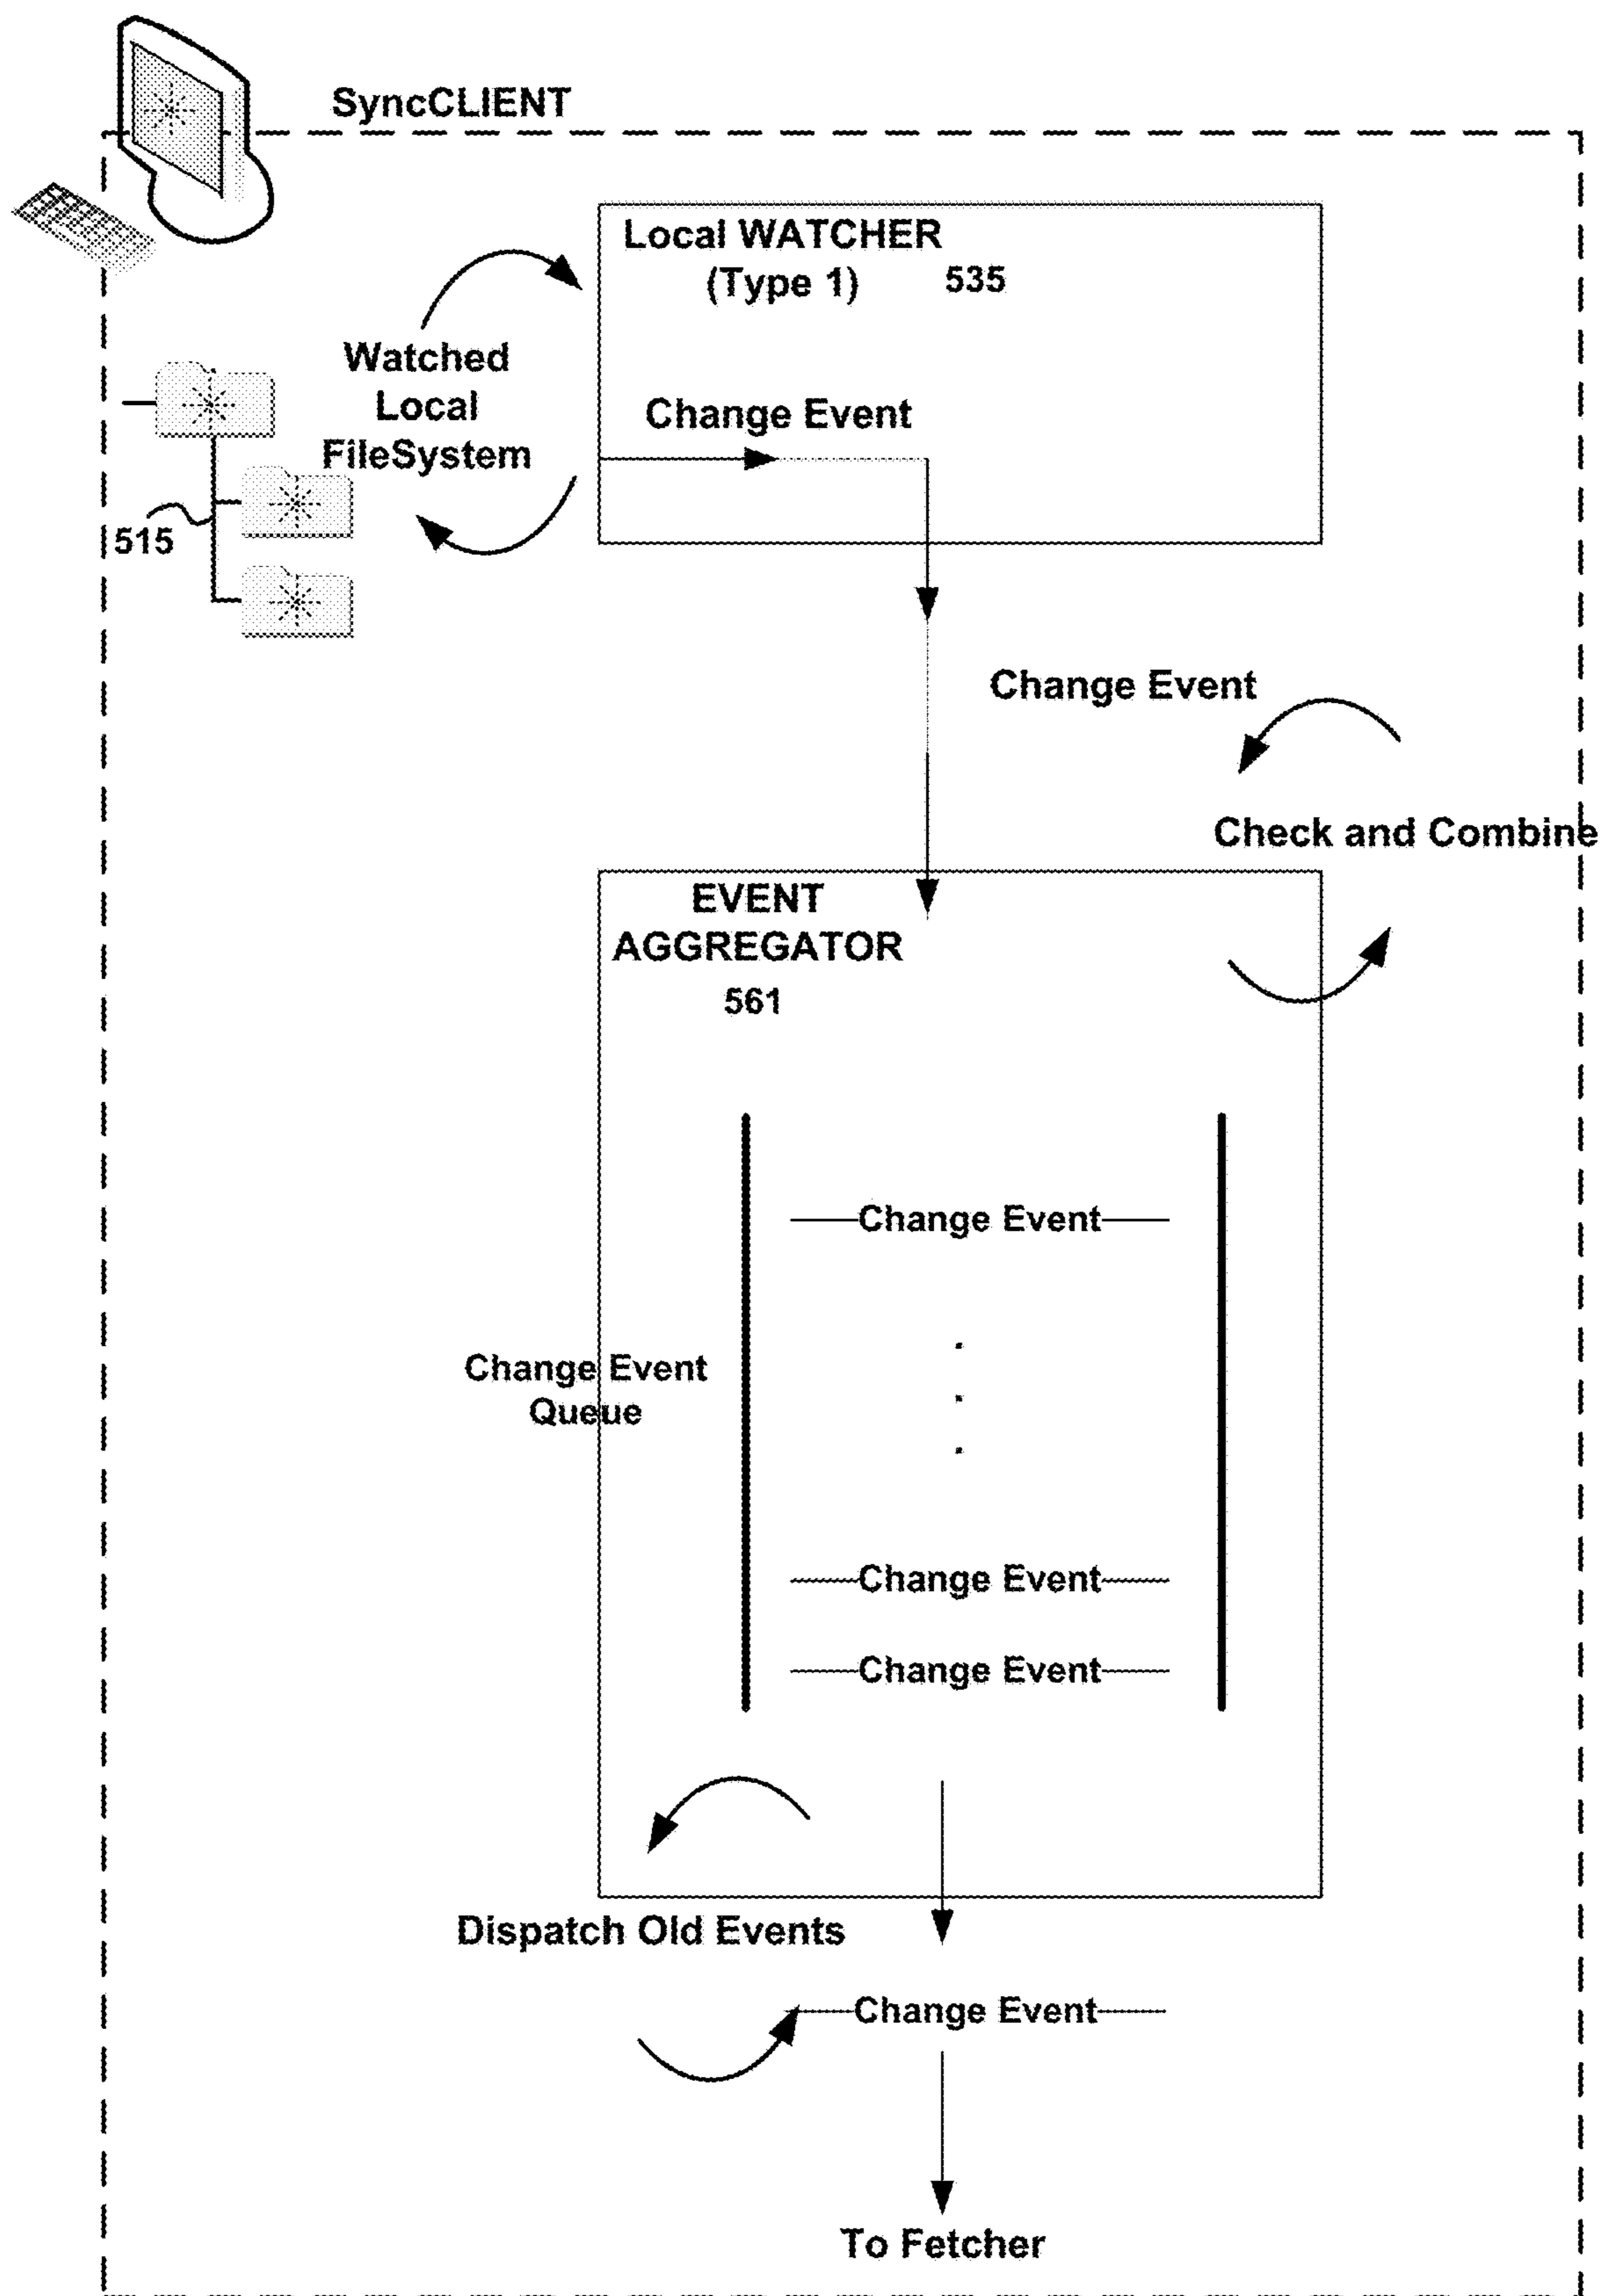 SyncCLIENT
Local WATCHER
(Type 1) 535
Watched
Local
FileSystem
Change Event
515
Change Event
Check and Combine
EVENT
AGGREGATOR
561
Change Event
Change Event
Queue
Change Event
Change Event
Dispatch Old Events
Change Event
To Fetcher